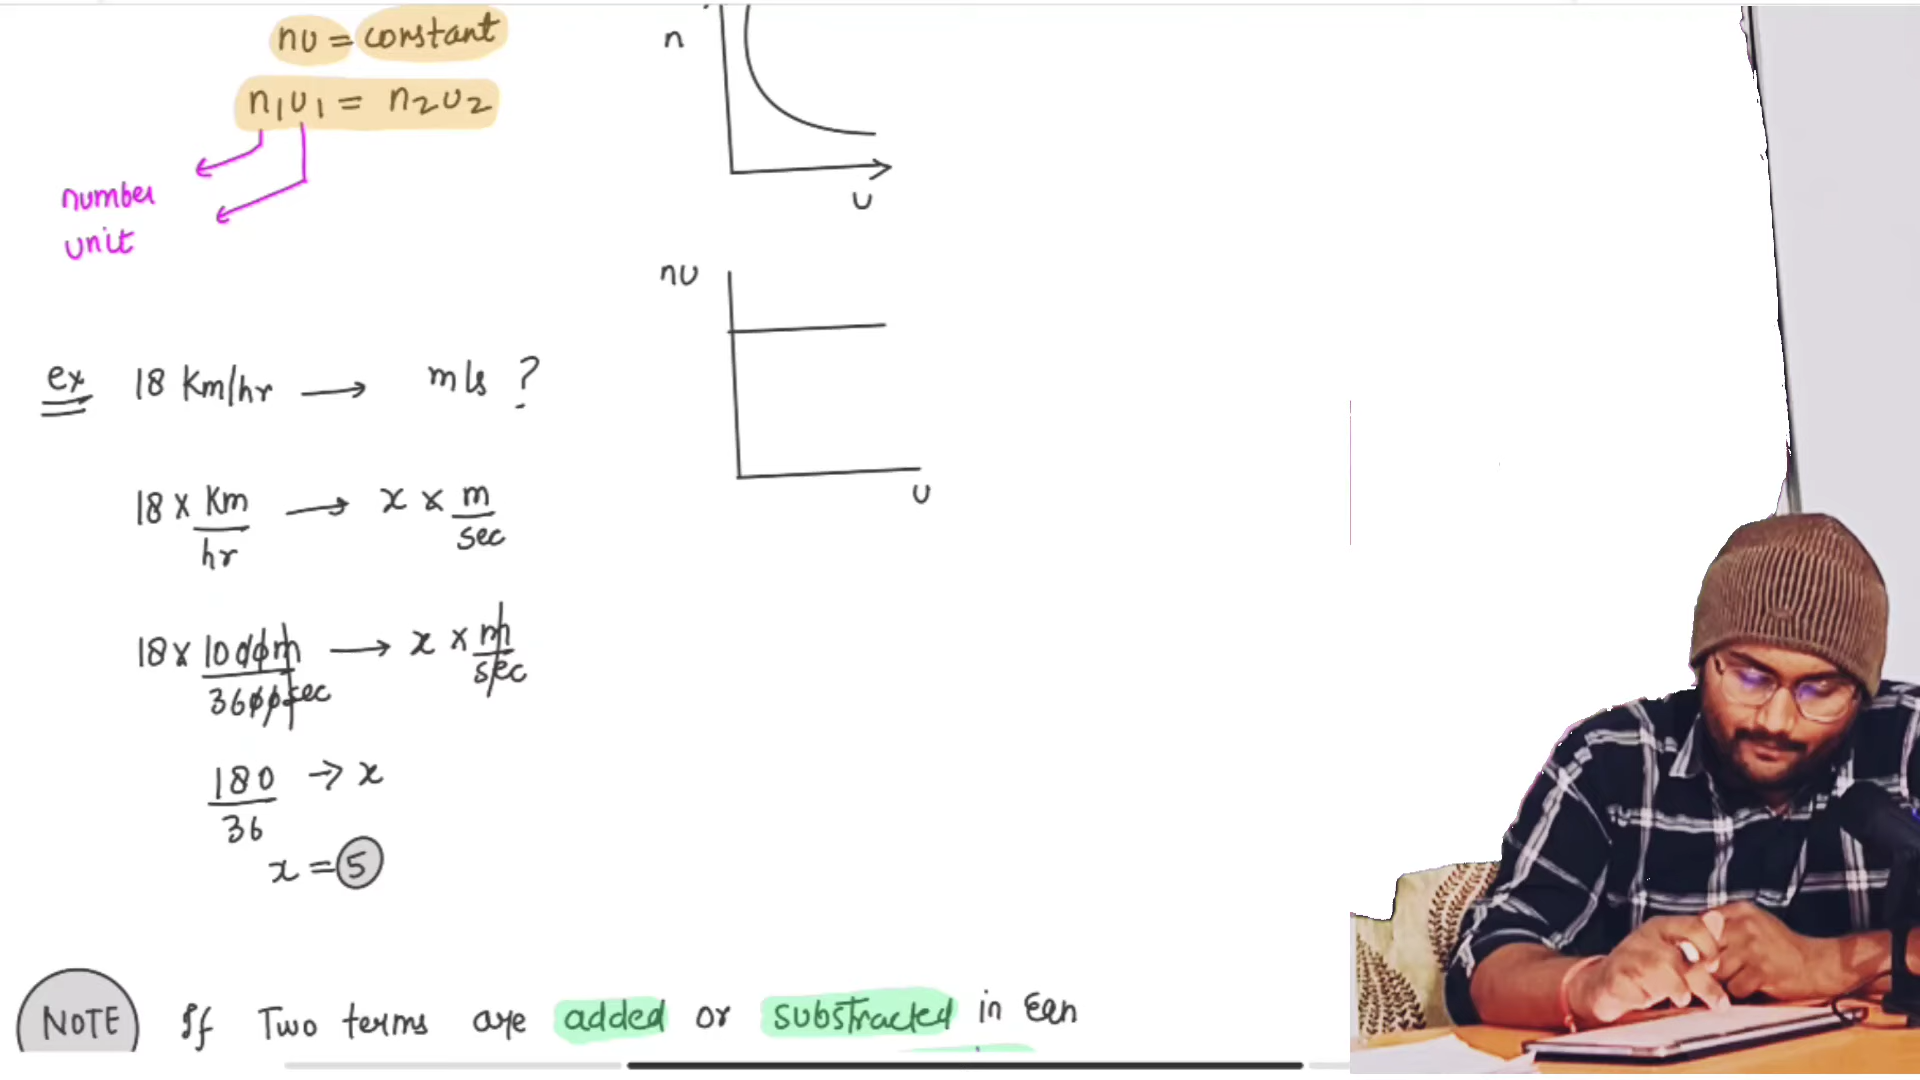 nu = constant
n₁u₁ = n₂u₂
number
unit
n
u
nu
u
ex 18 Km/hr → m/s ?
18 × Km/hr → x × m/sec
18 × 1000m/3600sec → x × m/sec
180/36 → x
x = 5
NOTE If Two terms are added or substracted in Eqn